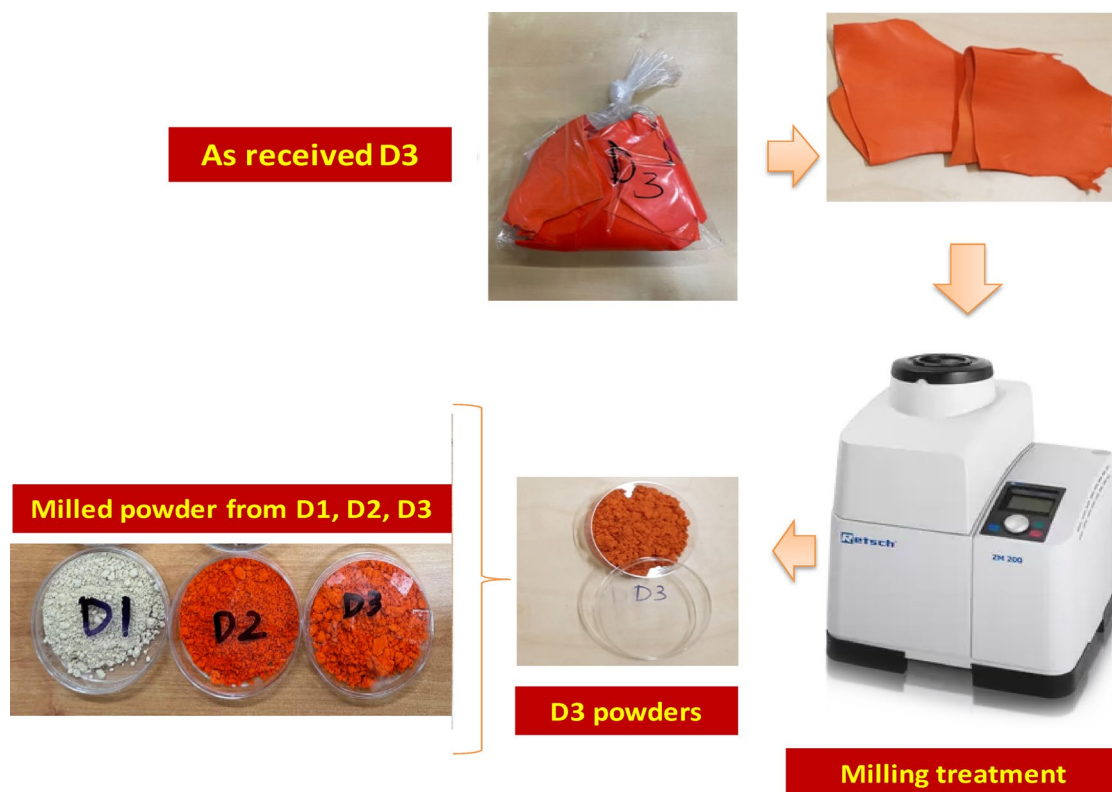 As received D3
D
3
Retsch
ZM 200
Milled powder from D1, D2, D3
D1
D2
D3
D3
D3 powders
Milling treatment